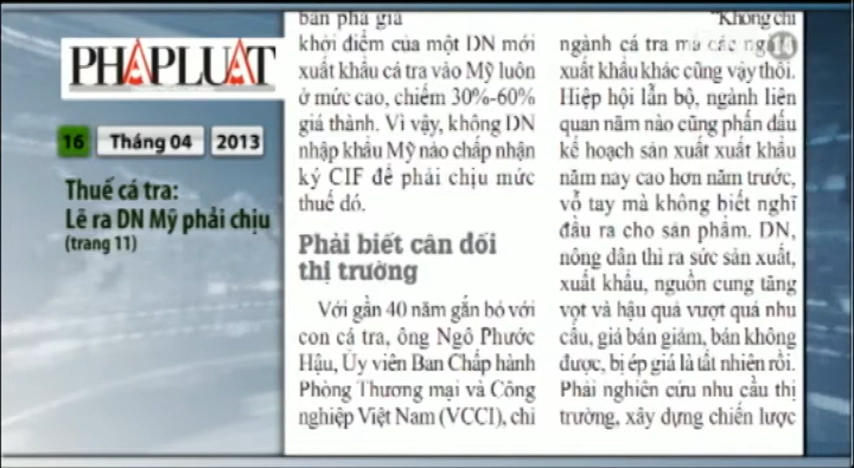 PHÁP LUẬT
16 Tháng 04 2013
Thuế cá tra:
Lẽ ra DN Mỹ phải chịu
(trang 11)
bán phá giá
khởi điểm của một DN mới
xuất khẩu cá tra vào Mỹ luôn
ở mức cao, chiếm 30%-60%
giá thành. Vì vậy, không DN
nhập khẩu Mỹ nào chấp nhận
ký CIF để phải chịu mức
thuế đó.
Phải biết cân đối
thị trường
Với gần 40 năm gắn bó với
con cá tra, ông Ngô Phước
Hậu, Ủy viên Ban Chấp hành
Phòng Thương mại và Công
nghiệp Việt Nam (VCCI), chỉ
"Không chỉ
ngành cá tra mà các
xuất khẩu khác cũng vậy thôi.
Hiệp hội lẫn bộ, ngành liên
quan năm nào cũng phấn đấu
kế hoạch sản xuất xuất khẩu
năm nay cao hơn năm trước,
vỗ tay mà không biết nghĩ
đầu ra cho sản phẩm. DN,
nông dân thì ra sức sản xuất,
xuất khẩu, nguồn cung tăng
vọt và hậu quả vượt quá nhu
cầu, giá bán giảm, bán không
được, bị ép giá là tất nhiên rồi.
Phải nghiên cứu nhu cầu thị
trường, xây dựng chiến lược
14